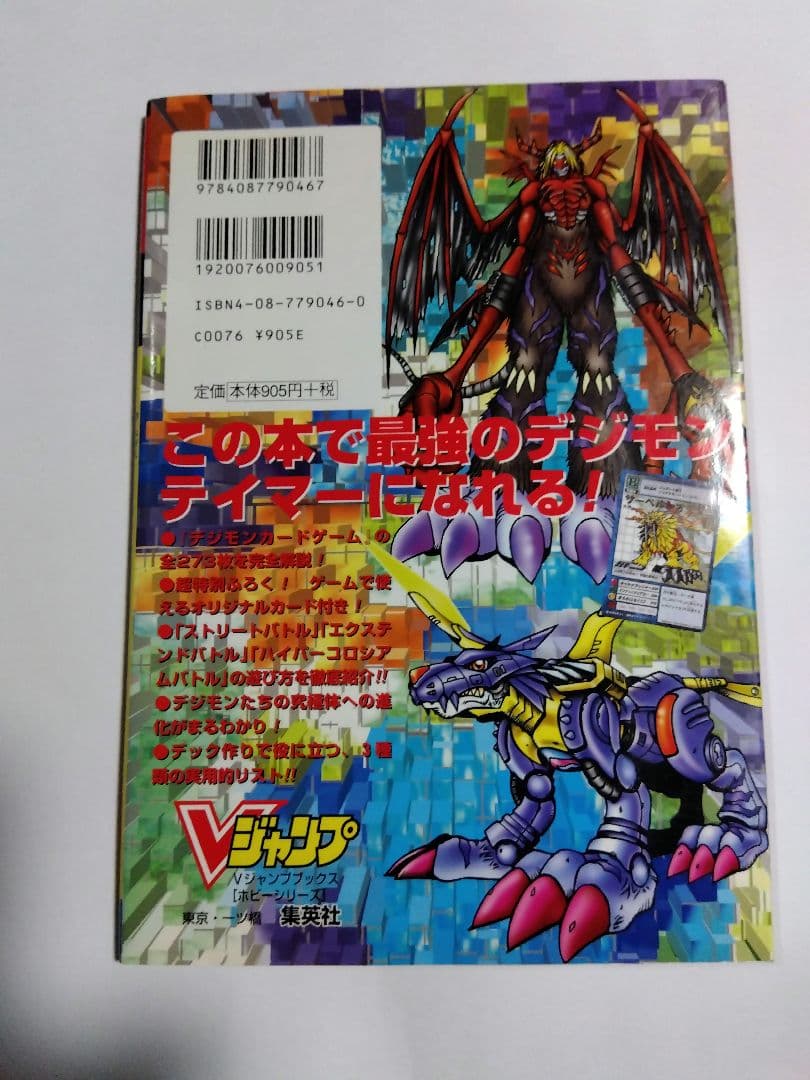 9784087790467
1920076009051
ISBN4-08-779046-0
C0076 ¥905E
定価 本体905円+税
この本で最強のデジモン
テイマーになれる!
●「デジモンカードゲーム」の
全273枚を完全解説!
●超特別ふろく! ゲームで使
えるオリジナルカード付き!
●「ストリートバトル」「エクステ
ンドバトル」「ハイパーコロシア
ムバトル」の遊び方を徹底紹介!!
●デジモンたちの究極体への進
化がまるわかり!
●デック作りで役に立つ、3種
類の実用的リスト!!
Vジャンプ
Vジャンプブックス
[ホビーシリーズ]
東京・一ツ橋 集英社